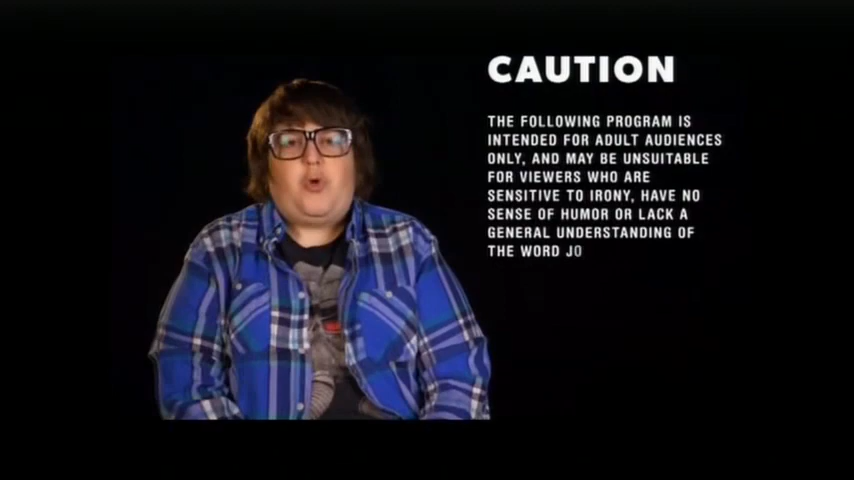 CAUTION
THE FOLLOWING PROGRAM IS
INTENDED FOR ADULT AUDIENCES
ONLY, AND MAY BE UNSUITABLE
FOR VIEWERS WHO ARE
SENSITIVE TO IRONY, HAVE NO
SENSE OF HUMOR OR LACK A
GENERAL UNDERSTANDING OF
THE WORD JO